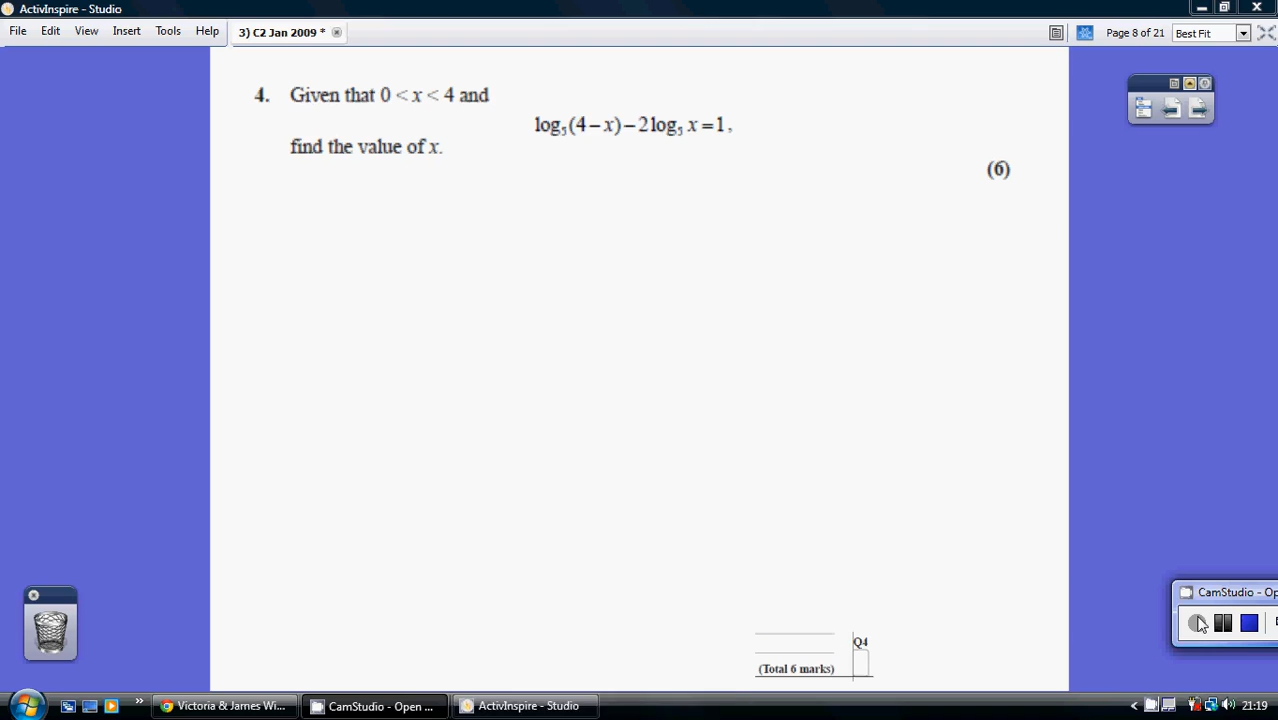 ActivInspire - Studio
File Edit View Insert Tools Help 3) C2 Jan 2009 * Page 8 of 21 Best Fit
4. Given that 0 < x < 4 and
log₅(4−x)−2log₅ x=1,
find the value of x.
(6)
CamStudio - Op
Q4
(Total 6 marks)
Victoria & James Wi... CamStudio - Open ... ActivInspire - Studio 21:19